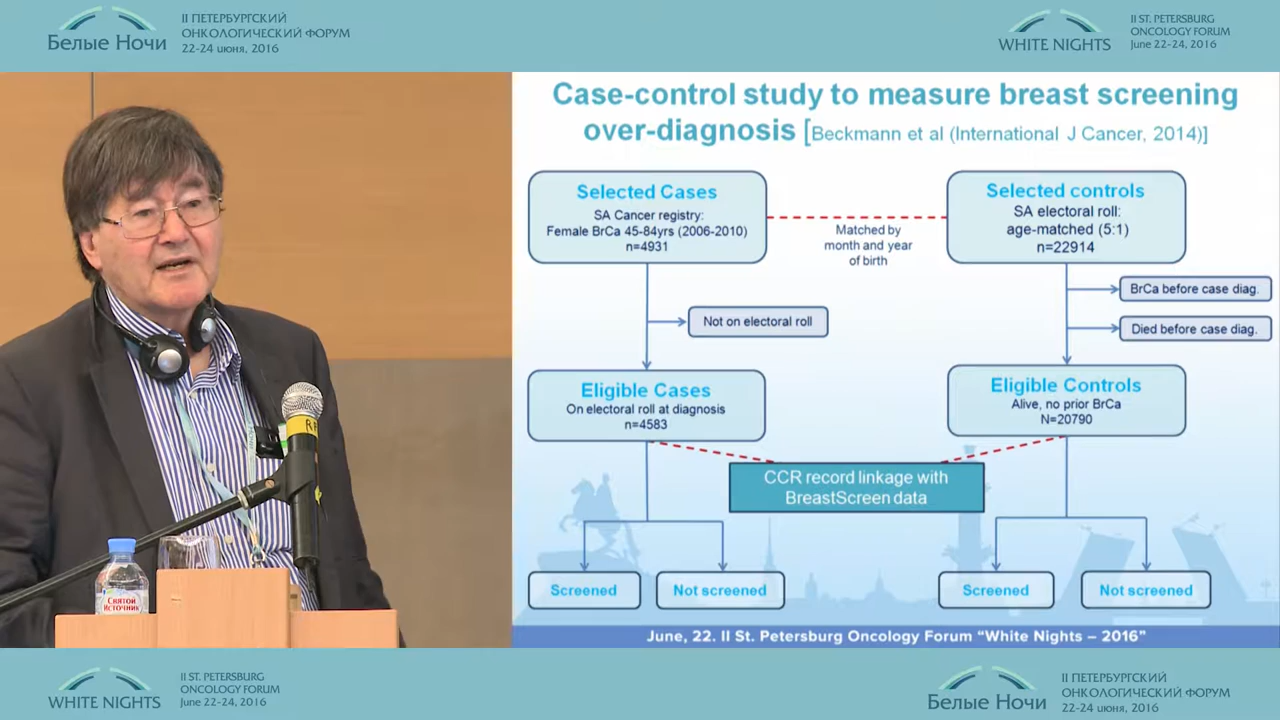 Белые Ночи
II ПЕТЕРБУРГСКИЙ
ОНКОЛОГИЧЕСКИЙ ФОРУМ
22-24 июня, 2016
WHITE NIGHTS
II ST. PETERSBURG
ONCOLOGY FORUM
June 22-24, 2016
Case-control study to measure breast screening
over-diagnosis [Beckmann et al (International J Cancer, 2014)]
Selected Cases
SA Cancer registry:
Female BrCa 45-84yrs (2006-2010)
n=4931
Matched by
month and year
of birth
Selected controls
SA electoral roll:
age-matched (5:1)
n=22914
Not on electoral roll
BrCa before case diag.
Died before case diag.
Eligible Cases
On electoral roll at diagnosis
n=4583
Eligible Controls
Alive, no prior BrCa
N=20790
CCR record linkage with
BreastScreen data
Screened
Not screened
Screened
Not screened
June, 22. II St. Petersburg Oncology Forum “White Nights – 2016”
Святой
Источник
WHITE NIGHTS
II ST. PETERSBURG
ONCOLOGY FORUM
June 22-24, 2016
Белые Ночи
II ПЕТЕРБУРГСКИЙ
ОНКОЛОГИЧЕСКИЙ ФОРУМ
22-24 июня, 2016